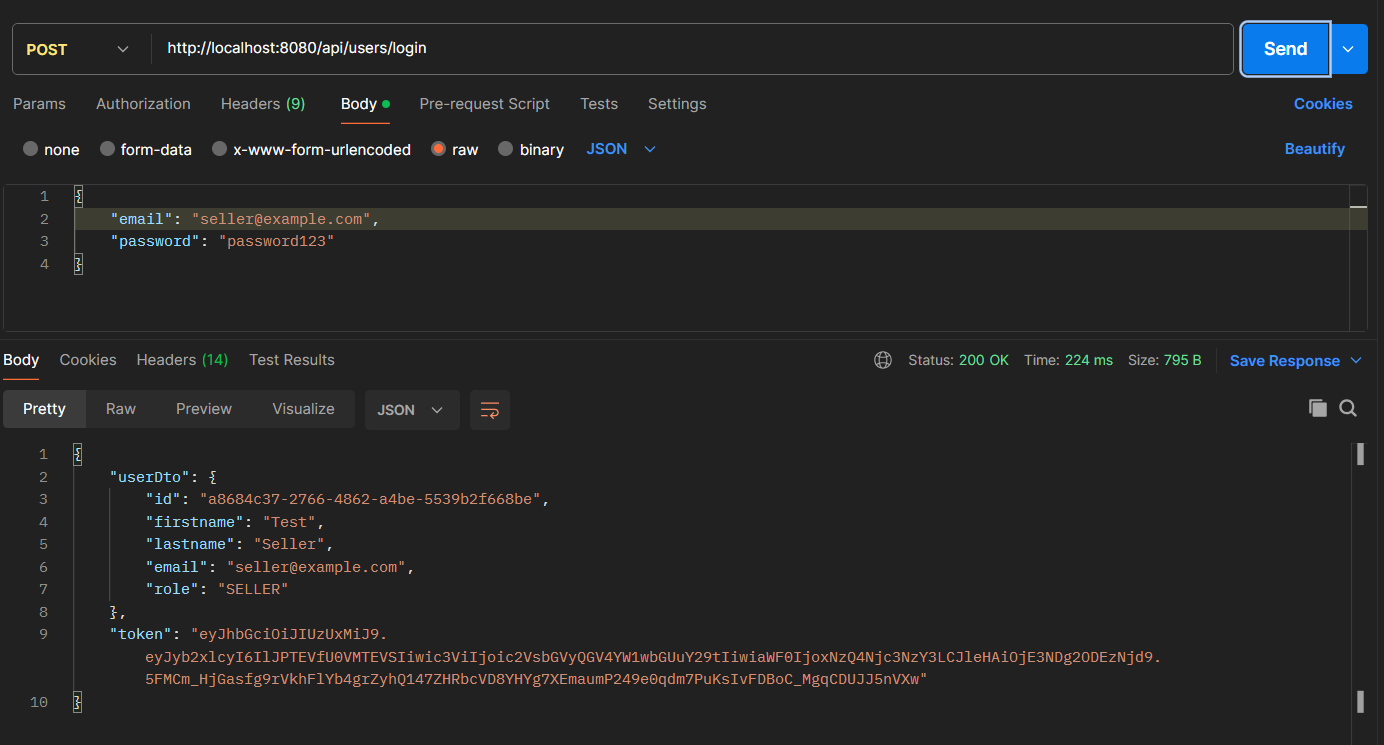 POST http://localhost:8080/api/users/login Send
Params Authorization Headers (9) Body Pre-request Script Tests Settings Cookies
none form-data x-www-form-urlencoded raw binary JSON Beautify
1 {
2 "email": "seller@example.com",
3 "password": "password123"
4 }
Body Cookies Headers (14) Test Results Status: 200 OK Time: 224 ms Size: 795 B Save Response
Pretty Raw Preview Visualize JSON
1 {
2 "userDto": {
3 "id": "a8684c37-2766-4862-a4be-5539b2f668be",
4 "firstname": "Test",
5 "lastname": "Seller",
6 "email": "seller@example.com",
7 "role": "SELLER"
8 },
9 "token": "eyJhbGciOiJIUzUxMiJ9.
eyJyb2xlcyI6IlJPTEVfU0VMTEVSIiwic3ViIjoic2VsbGVyQGV4YW1wbGUuY29tIiwiaWF0IjoxNzQ4Njc3NzY3LCJleHAiOjE3NDg2ODEzNjd9.
5FMCm_HjGasfg9rVkhFlYb4grZyhQ147ZHRbcVD8YHYg7XEmaumP249e0qdm7PuKsIvFDBoC_MgqCDUJJ5nVXw"
10 }